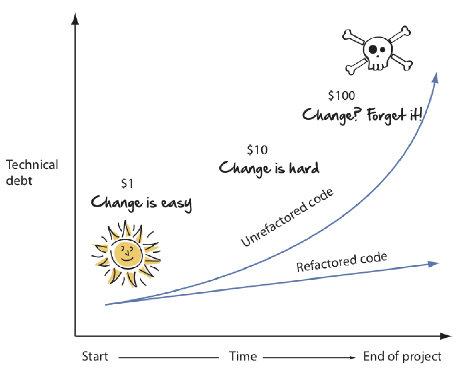 $100
Change? Forget it!
$10
Change is hard
Technical
debt
$1
Change is easy
Unrefactored code
Refactored code
Start
Time
End of project